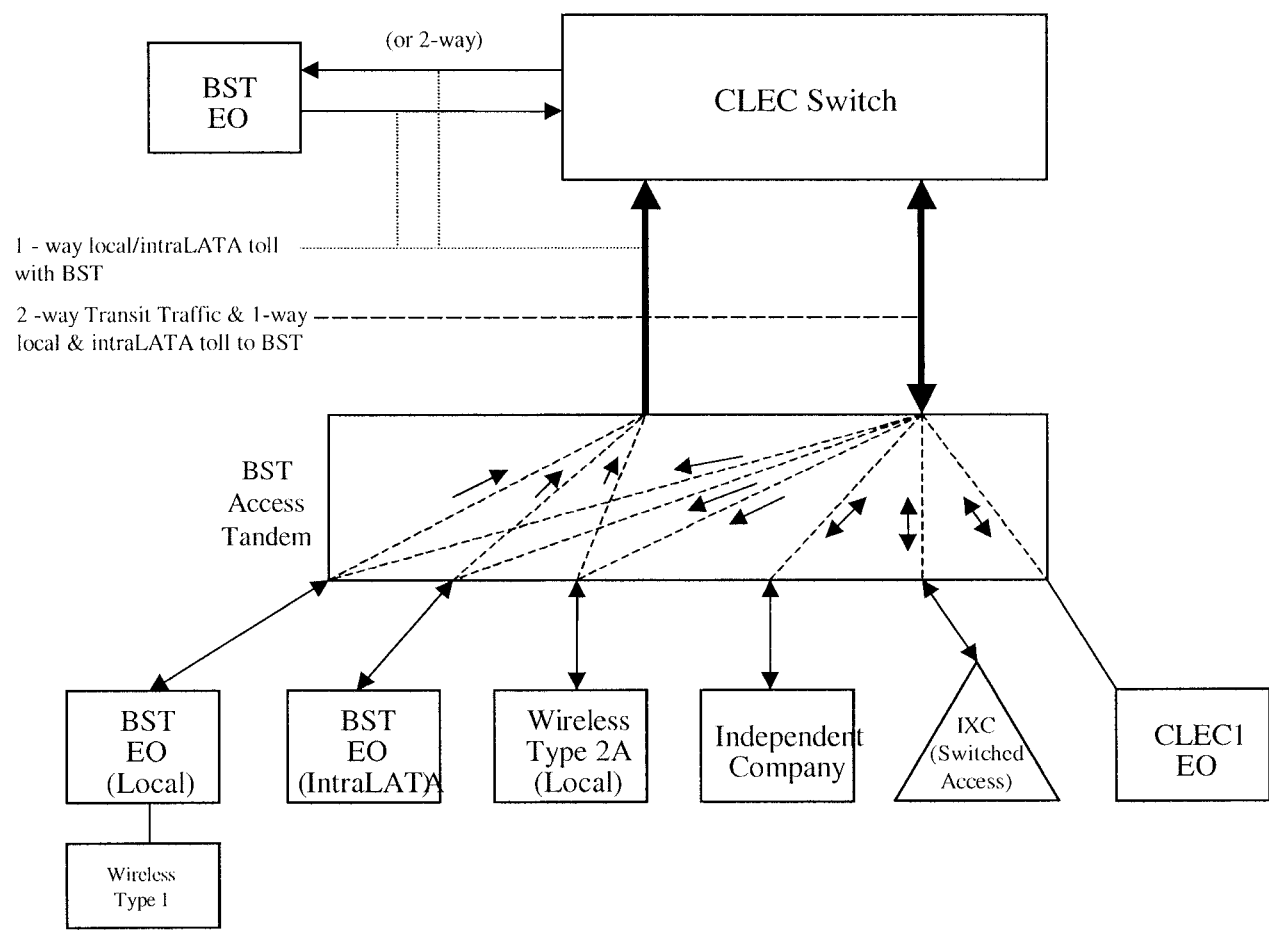 (or 2-way)
BST
EO
CLEC Switch
1 - way local/intraLATA toll
with BST
2 -way Transit Traffic & 1-way
local & intraLATA toll to BST
BST
Access
Tandem
BST
EO
(Local)
BST
EO
(IntraLATA)
Wireless
Type 2A
(Local)
Independent
Company
IXC
(Switched
Access)
CLEC1
EO
Wireless
Type 1